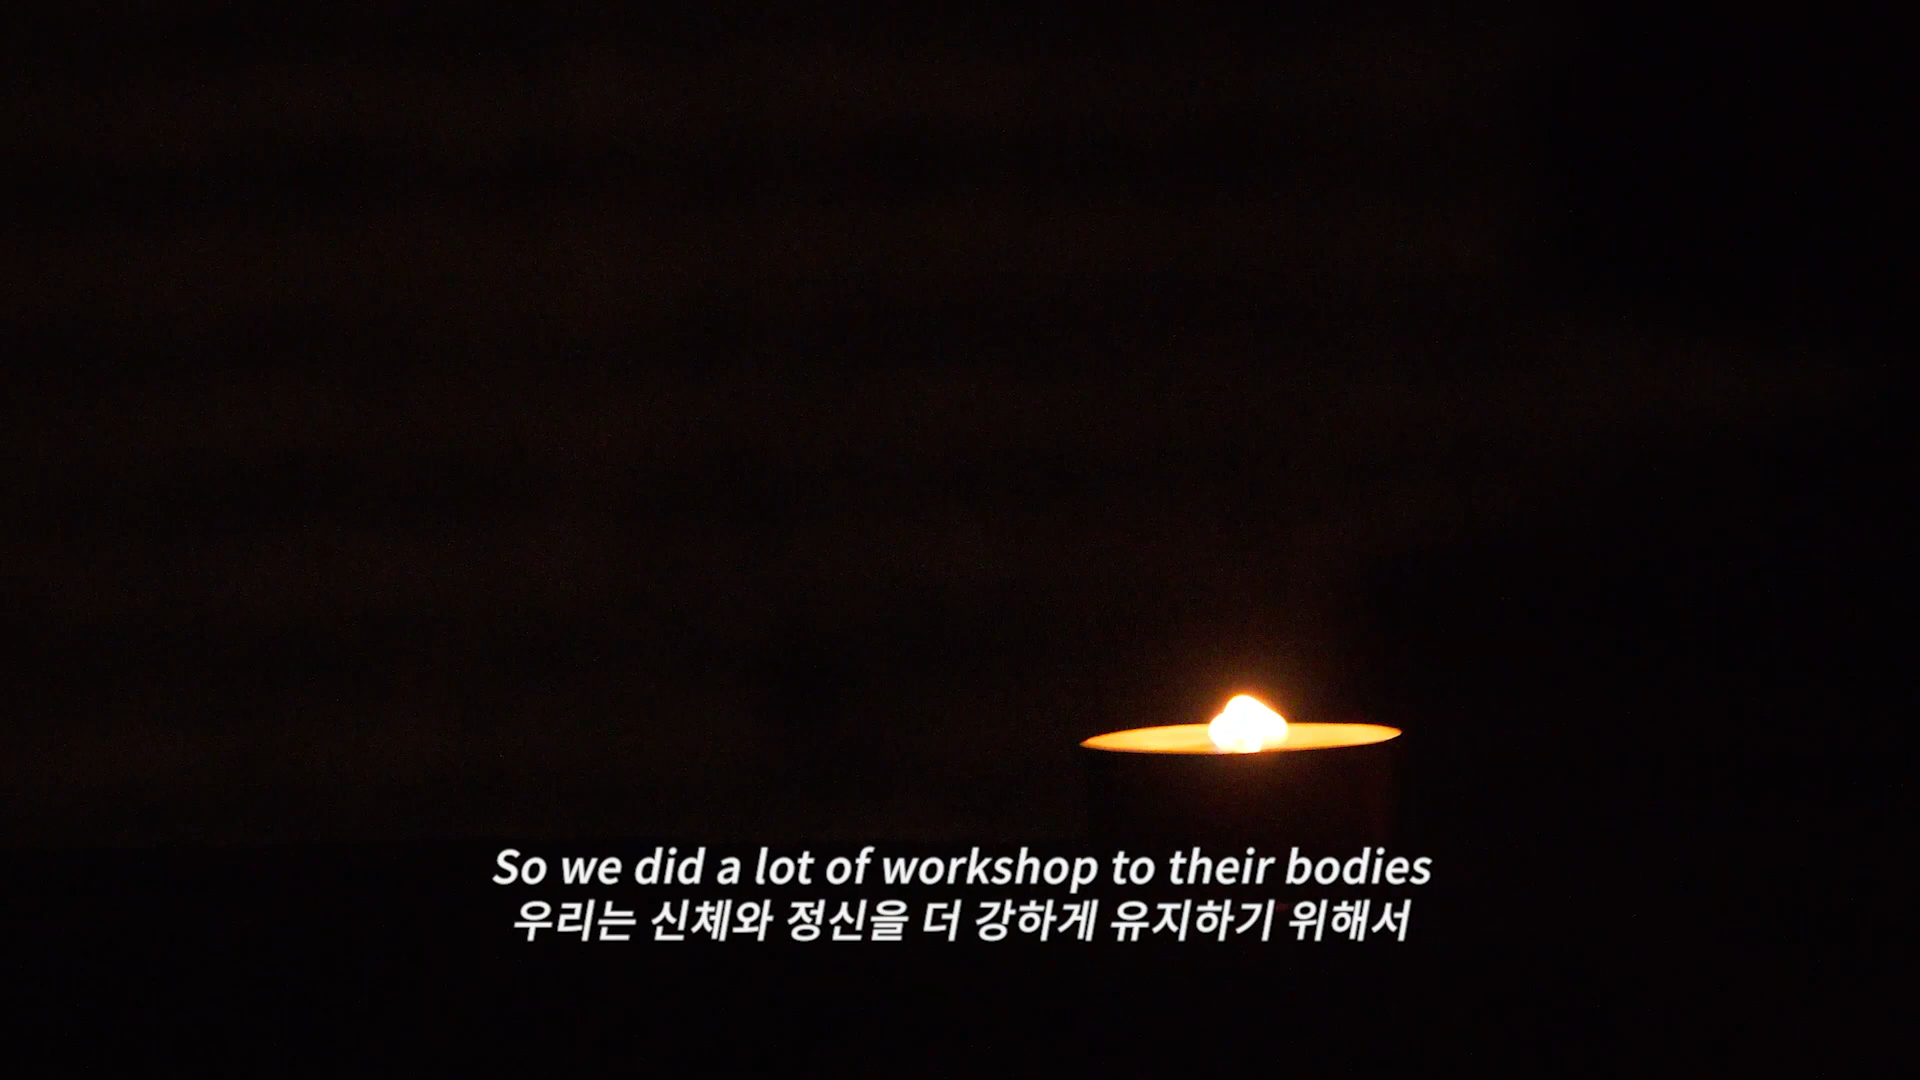 So we did a lot of workshop to their bodies
우리는 신체와 정신을 더 강하게 유지하기 위해서